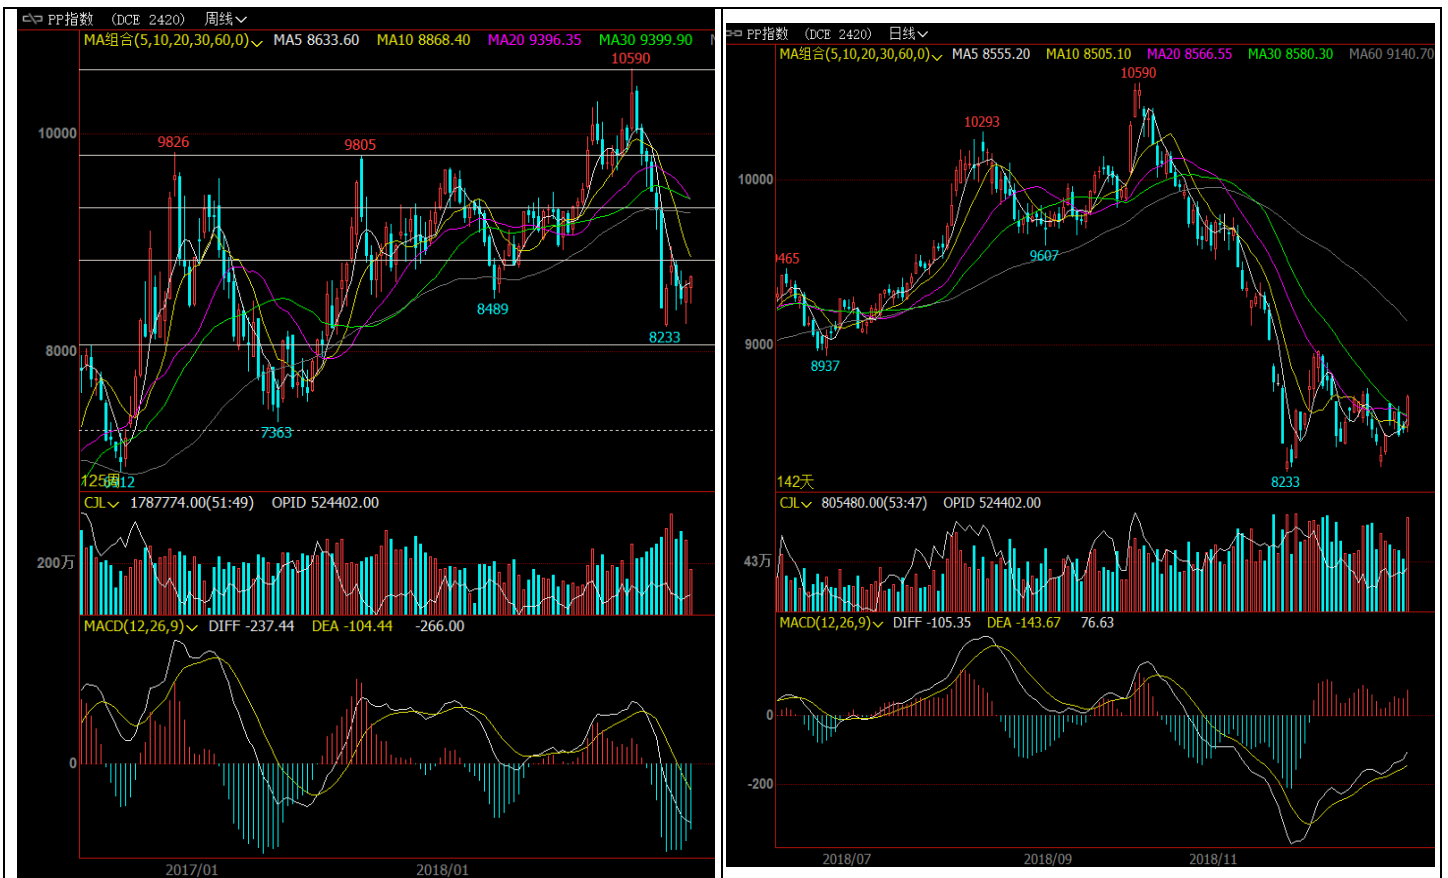 PP指数 (DCE 2420) 周线
MA组合(5,10,20,30,60,0) MA5 8633.60 MA10 8868.40 MA20 9396.35 MA30 9399.90
10590
10000
9826
9805
8489
8233
8000
7363
125周
CJL 1787774.00(51:49) OPID 524402.00
200万
MACD(12,26,9) DIFF -237.44 DEA -104.44 -266.00
0
2017/01 2018/01
PP指数 (DCE 2420) 日线
MA组合(5,10,20,30,60,0) MA5 8555.20 MA10 8505.10 MA20 8566.55 MA30 8580.30 MA60 9140.70
10590
10293
10000
9607
9465
9000
8937
8233
142天
CJL 805480.00(53:47) OPID 524402.00
43万
MACD(12,26,9) DIFF -105.35 DEA -143.67 76.63
0
-200
2018/07 2018/09 2018/11